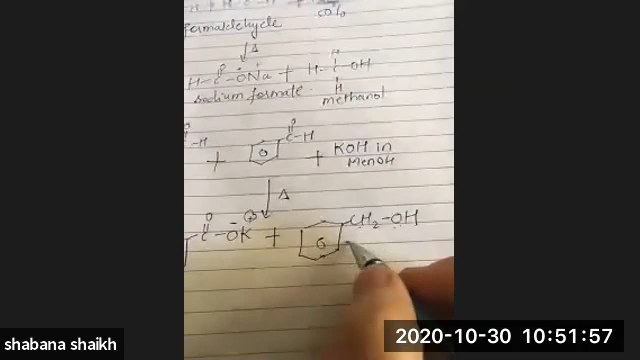 formaldehyde
Δ
H-C-ONa + H-C-OH
O
H
H
sodium formate. methanol
-H + C-H + KOH in
O
MenOH
Δ
O
C-OK + CH2-OH
shabana shaikh
2020-10-30 10:51:57